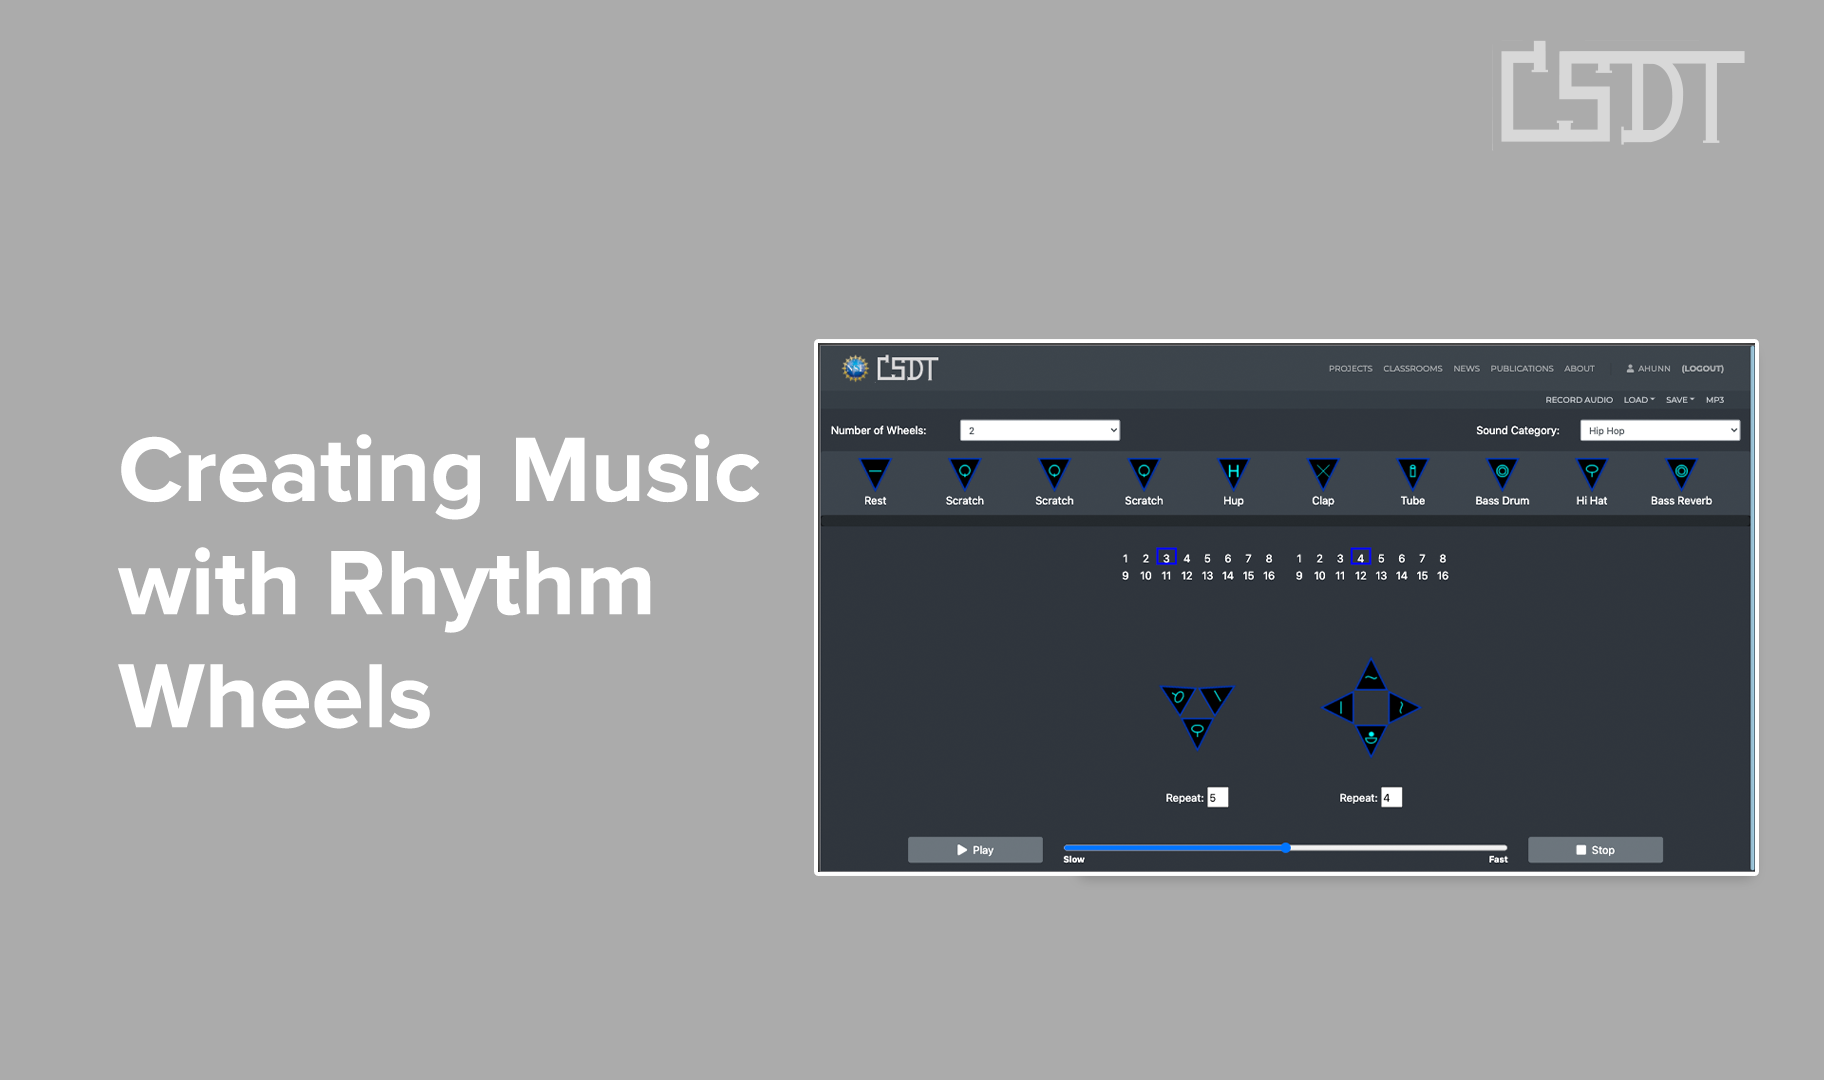 CSDT
Creating Music
with Rhythm
Wheels
NSF CSDT
PROJECTS CLASSROOMS NEWS PUBLICATIONS ABOUT AHUNN (LOGOUT)
RECORD AUDIO LOAD SAVE MP3
Number of Wheels: 2 Sound Category: Hip Hop
Rest Scratch Scratch Scratch Hup Clap Tube Bass Drum Hi Hat Bass Reverb
1 2 3 4 5 6 7 8 1 2 3 4 5 6 7 8
9 10 11 12 13 14 15 16 9 10 11 12 13 14 15 16
Repeat: 5 Repeat: 4
Play Stop
Slow Fast